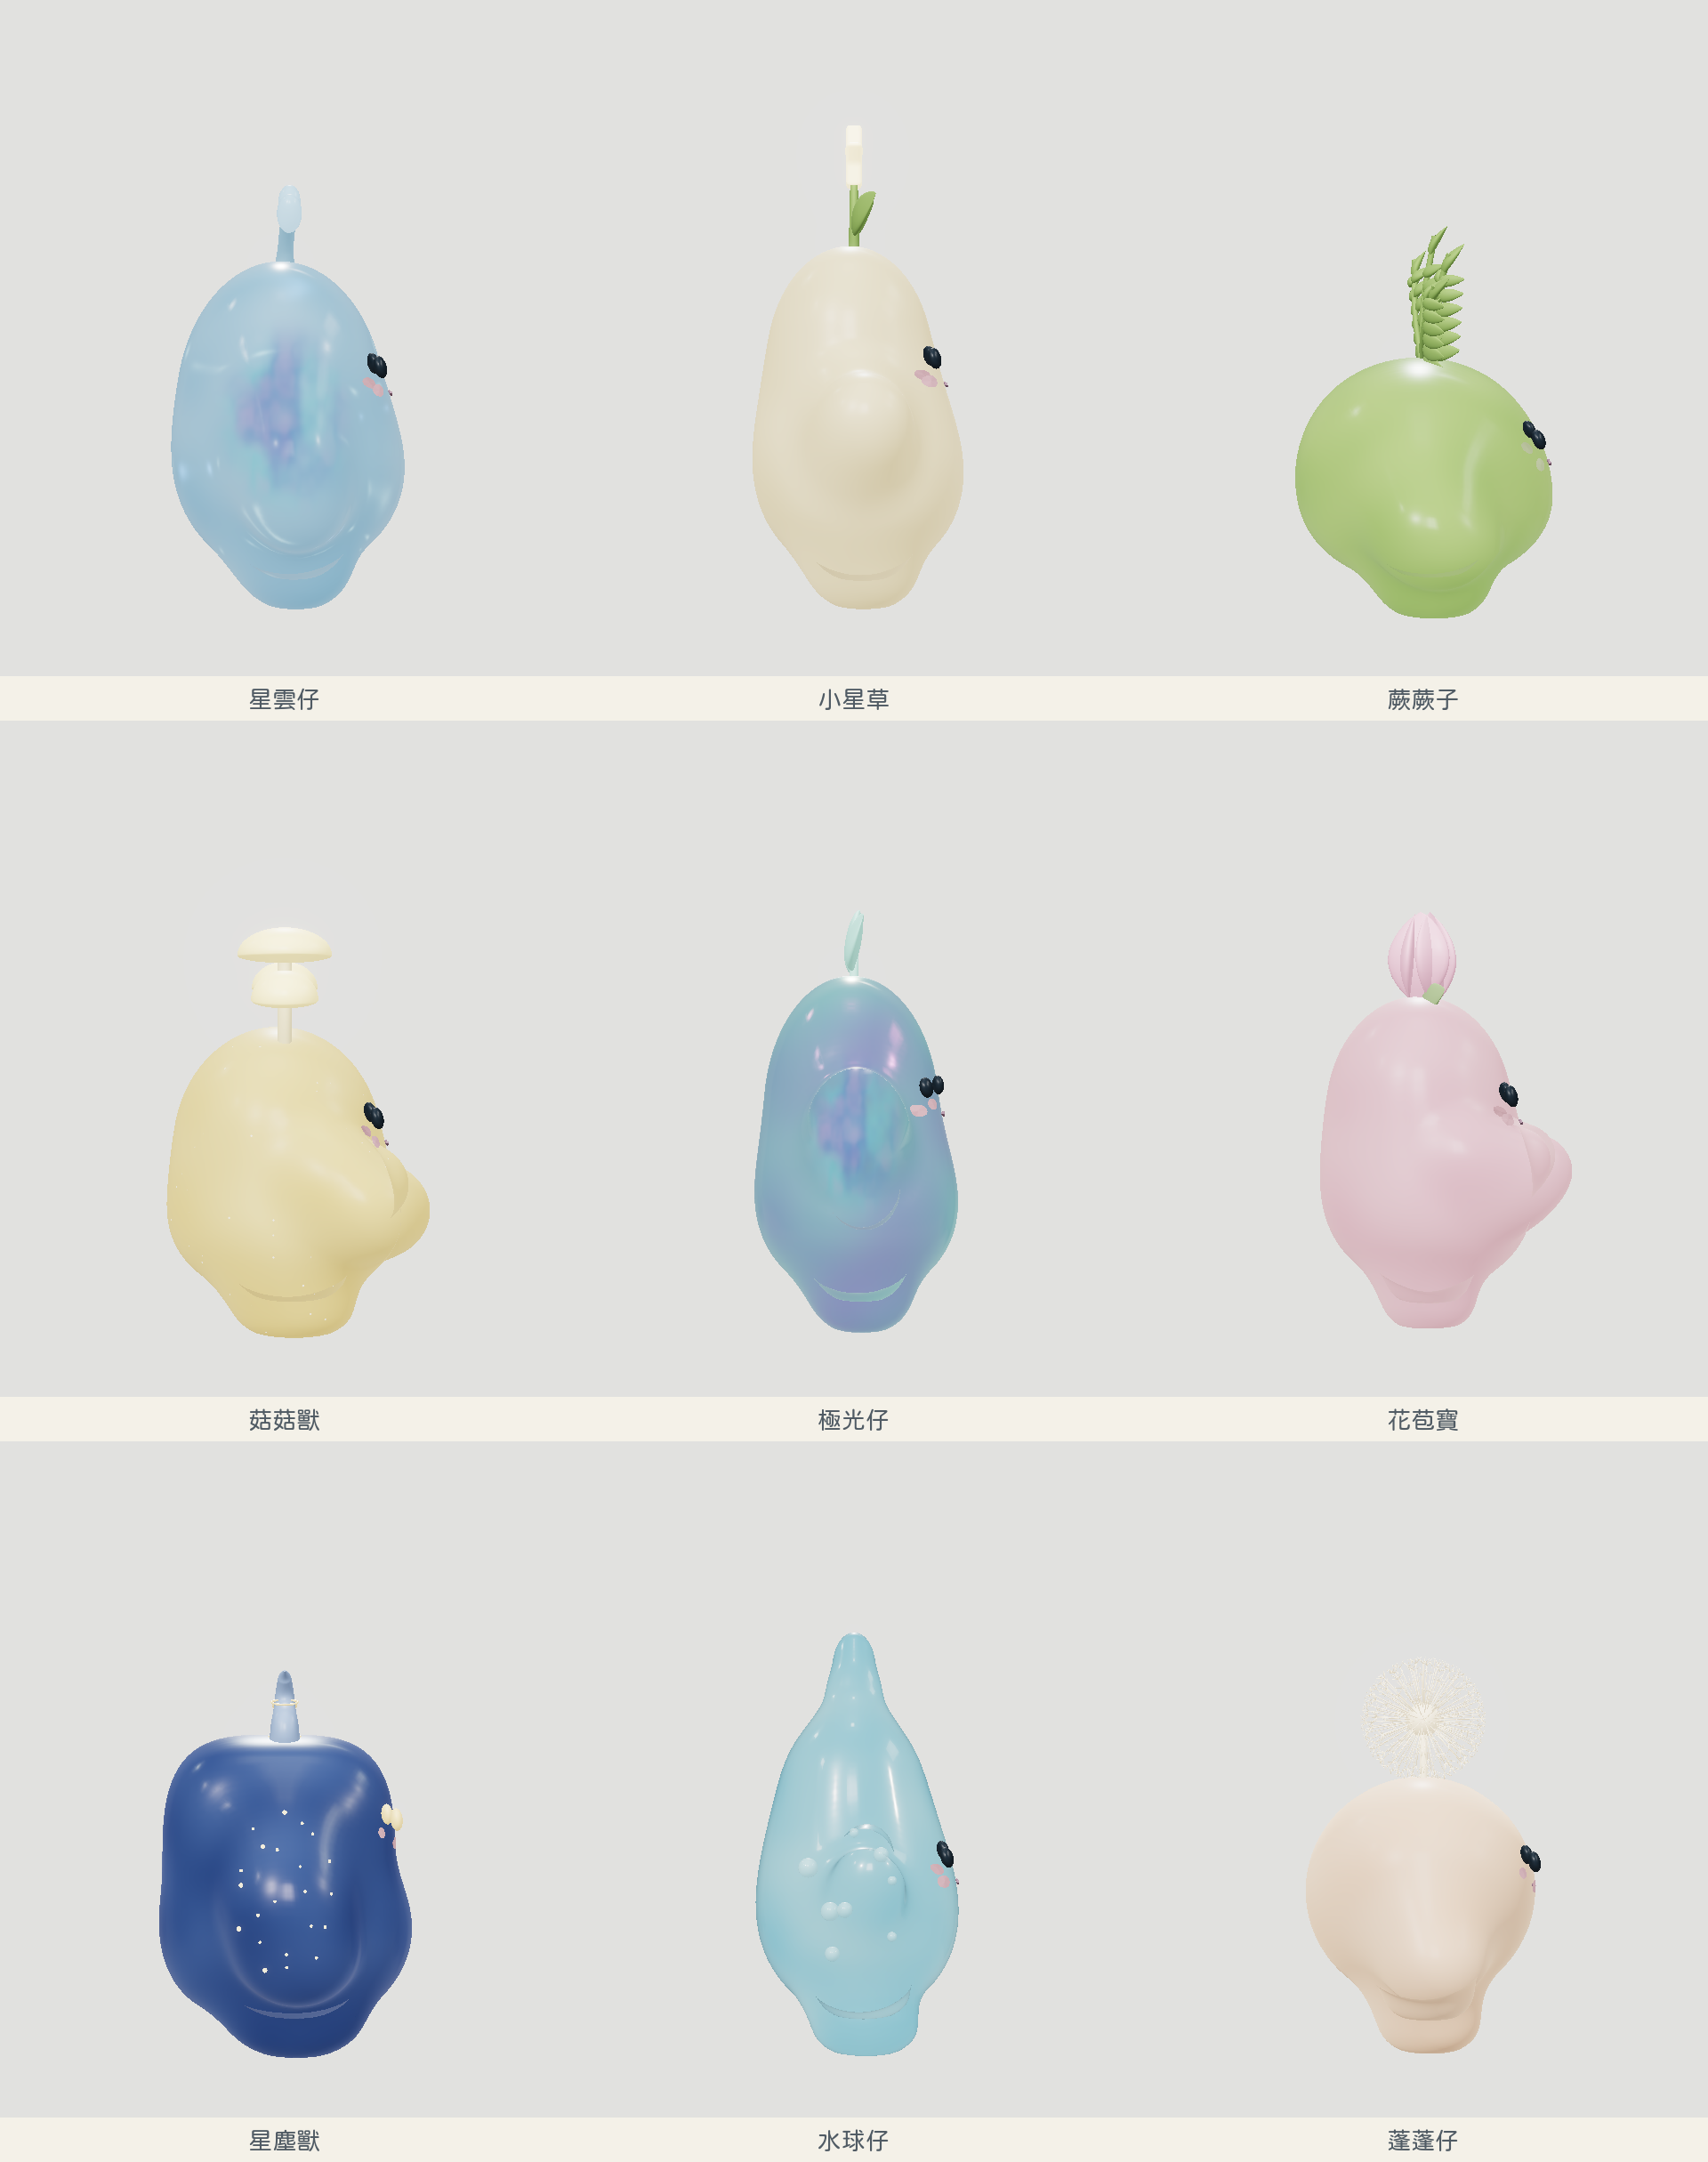 星雲仔
小星草
蕨蕨子
菇菇獸
極光仔
花苞寶
星塵獸
水球仔
蓬蓬仔